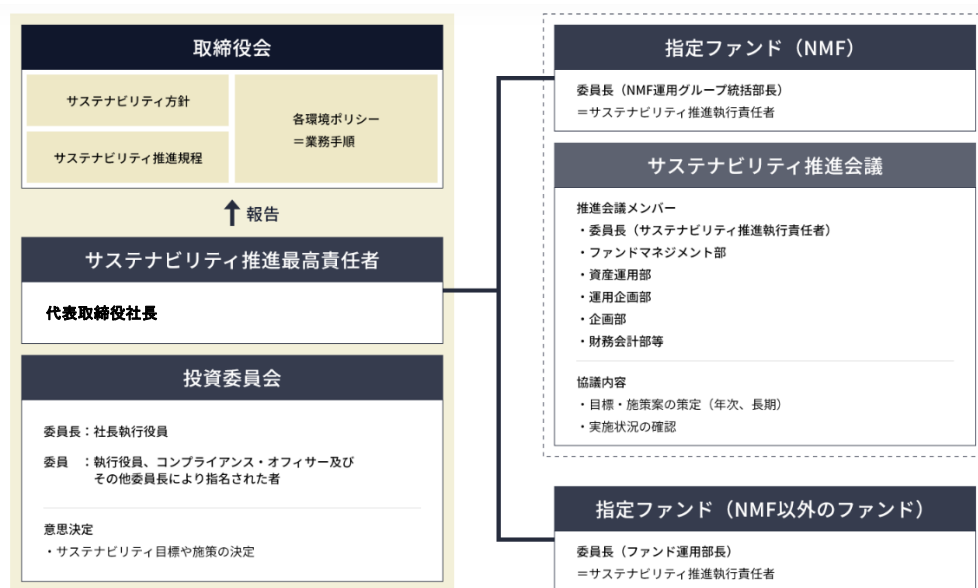 取締役会
サステナビリティ方針
サステナビリティ推進規程
各環境ポリシー
＝業務手順
報告
サステナビリティ推進最高責任者
代表取締役社長
投資委員会
委員長：社長執行役員
委員　：執行役員、コンプライアンス・オフィサー及び
その他委員長により指名された者
意思決定
・サステナビリティ目標や施策の決定
指定ファンド（NMF）
委員長（NMF運用グループ統括部長）
＝サステナビリティ推進執行責任者
サステナビリティ推進会議
推進会議メンバー
・委員長（サステナビリティ推進執行責任者）
・ファンドマネジメント部
・資産運用部
・運用企画部
・企画部
・財務会計部等
協議内容
・目標・施策案の策定（年次、長期）
・実施状況の確認
指定ファンド（NMF以外のファンド）
委員長（ファンド運用部長）
＝サステナビリティ推進執行責任者